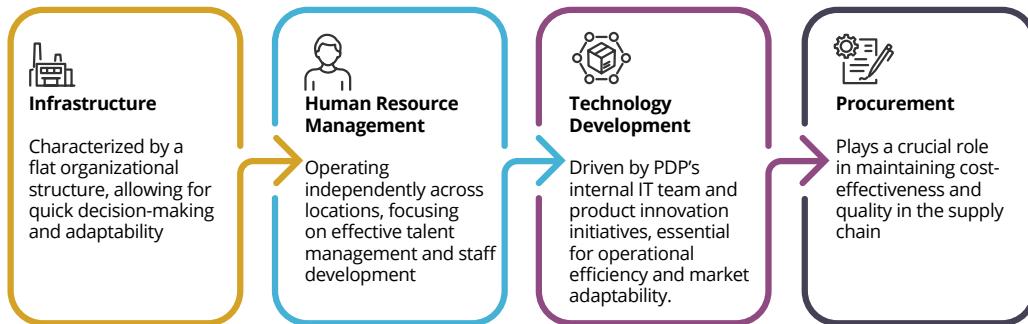 Infrastructure
Characterized by a
flat organizational
structure, allowing for
quick decision-making
and adaptability
Human Resource
Management
Operating
independently across
locations, focusing
on effective talent
management and staff
development
Technology
Development
Driven by PDP’s
internal IT team and
product innovation
initiatives, essential
for operational
efficiency and market
adaptability.
Procurement
Plays a crucial role
in maintaining cost-
effectiveness and
quality in the supply
chain